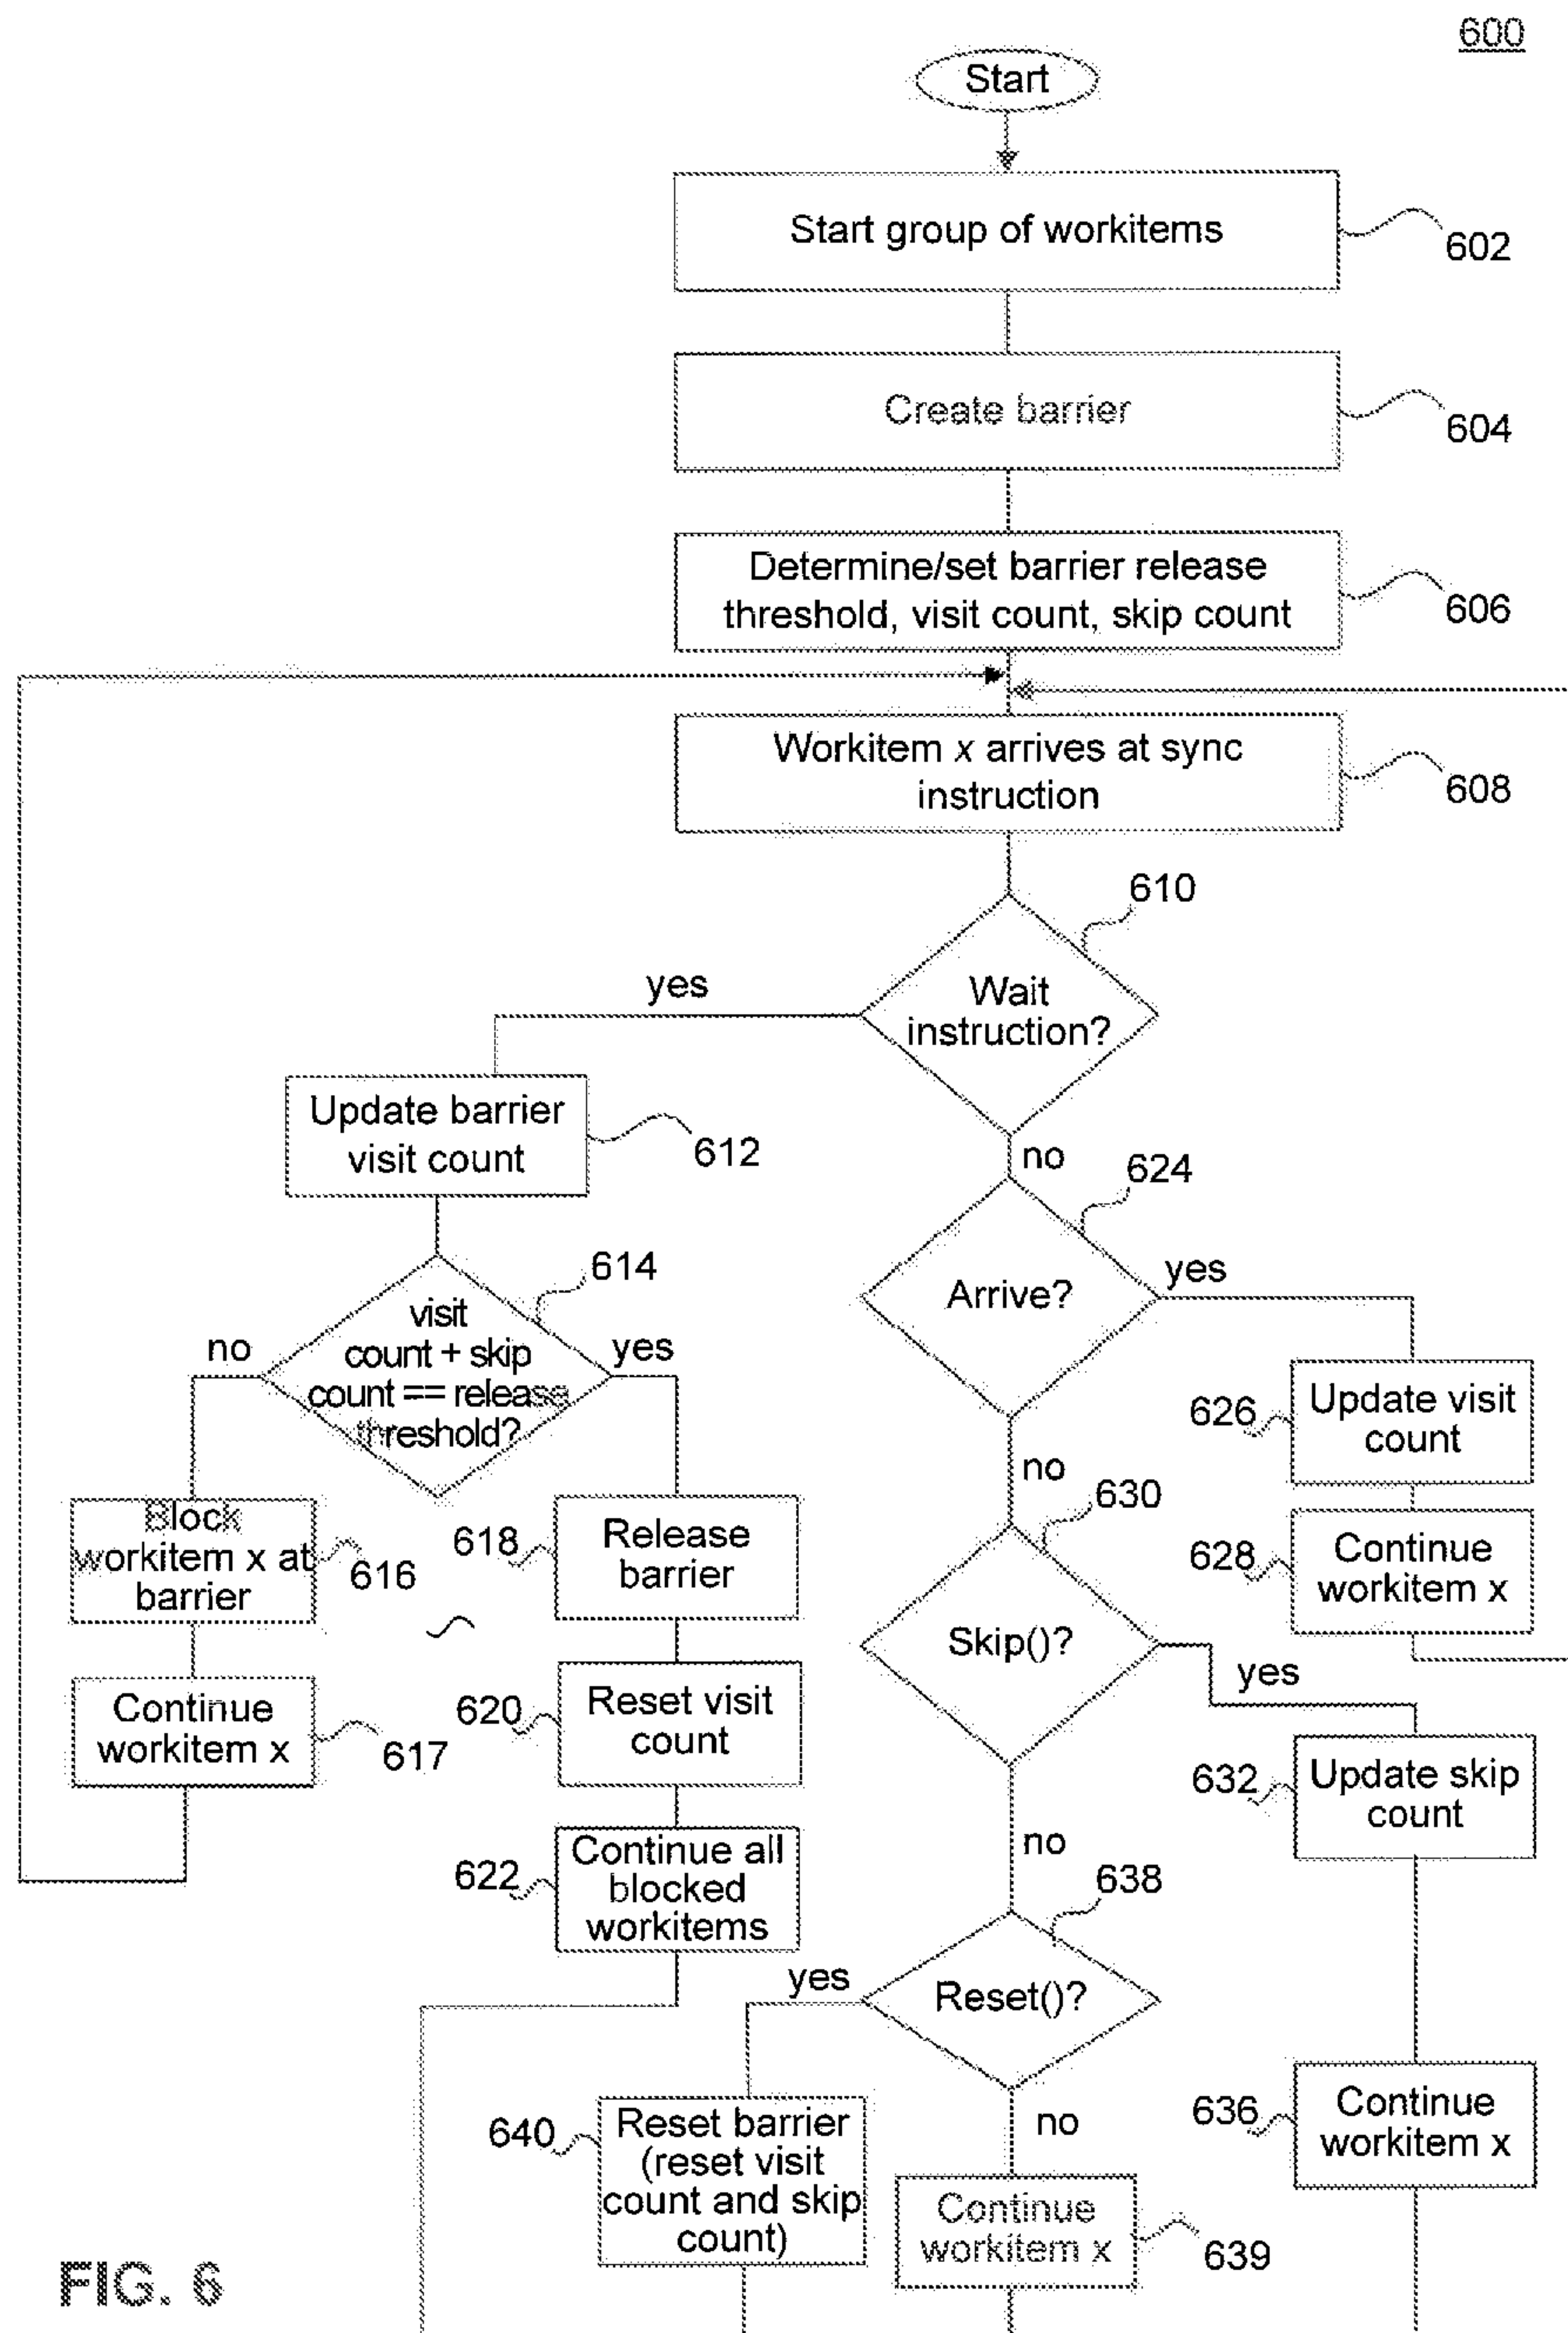 600
Start
Start group of workitems
602
Create barrier
604
Determine/set barrier release
threshold, visit count, skip count
606
Workitem x arrives at sync
instruction
608
610
Wait
instruction?
yes
no
Update barrier
visit count
612
624
Arrive?
yes
no
614
visit
count + skip
count == release
threshold?
no
yes
626
Update visit
count
628
Continue
workitem x
Block
workitem x at
barrier
616
618
Release
barrier
630
Skip()?
yes
no
Continue
workitem x
617
620
Reset visit
count
632
Update skip
count
622
Continue all
blocked
workitems
638
Reset()?
yes
no
640
Reset barrier
(reset visit
count and skip
count)
Continue
workitem x
639
636
Continue
workitem x
FIG. 6